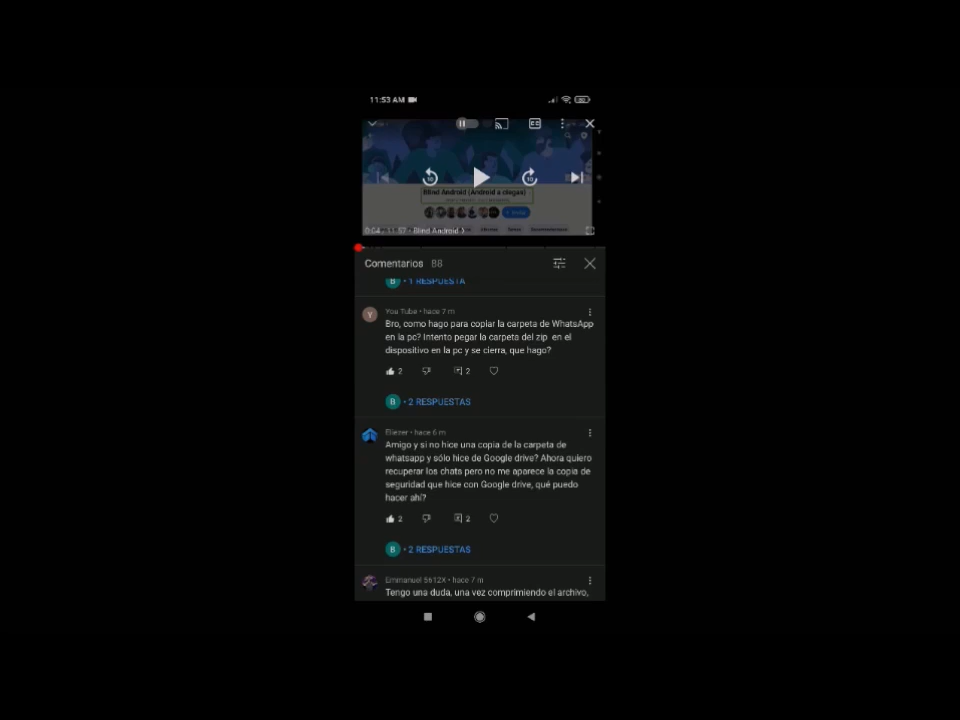 11:53 AM
Blind Android (Android a ciegas)
0:04 11:57 • Blind Android
Comentarios 88
B • 1 RESPUESTA
Y You Tube • hace 7 m
Bro, como hago para copiar la carpeta de WhatsApp
en la pc? Intento pegar la carpeta del zip en el
dispositivo en la pc y se cierra, que hago?
2 2
B • 2 RESPUESTAS
Eliezer • hace 6 m
Amigo y si no hice una copia de la carpeta de
whatsapp y sólo hice de Google drive? Ahora quiero
recuperar los chats pero no me aparece la copia de
seguridad que hice con Google drive, qué puedo
hacer ahí?
2 2
B • 2 RESPUESTAS
Emmanuel 5612X • hace 7 m
Tengo una duda, una vez comprimiendo el archivo,